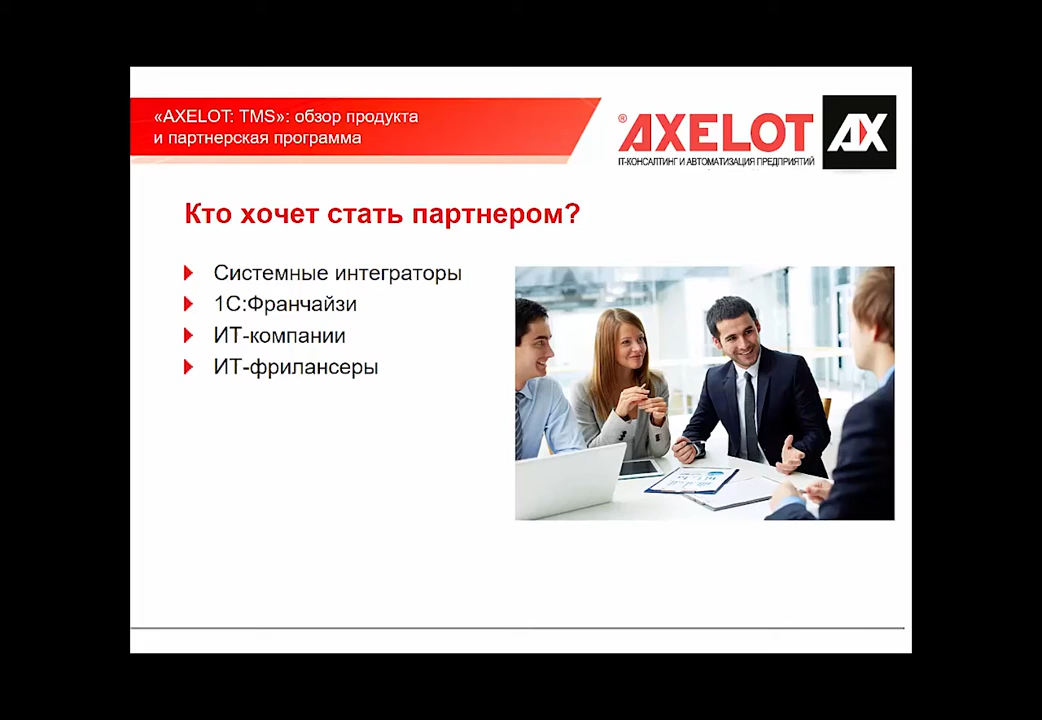 «AXELOT: TMS»: обзор продукта
и партнерская программа
®AXELOT AX
IT-КОНСАЛТИНГ И АВТОМАТИЗАЦИЯ ПРЕДПРИЯТИЙ
Кто хочет стать партнером?
Системные интеграторы
1С:Франчайзи
ИТ-компании
ИТ-фрилансеры